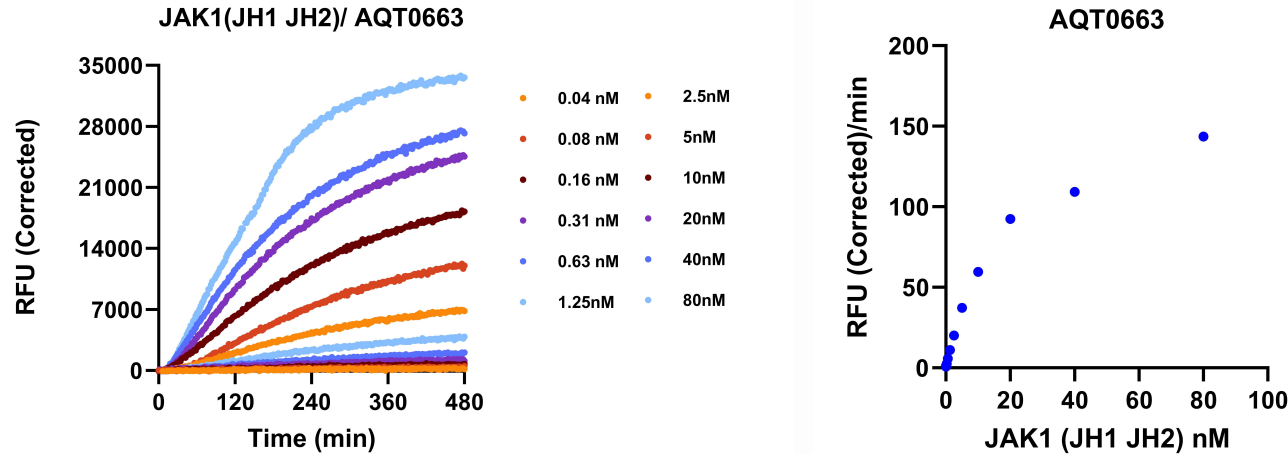 JAK1(JH1 JH2)/ AQT0663
RFU (Corrected)
35000
28000
21000
14000
7000
0
0 120 240 360 480
Time (min)
0.04 nM 2.5nM
0.08 nM 5nM
0.16 nM 10nM
0.31 nM 20nM
0.63 nM 40nM
1.25nM 80nM
AQT0663
RFU (Corrected)/min
200
150
100
50
0
0 20 40 60 80 100
JAK1 (JH1 JH2) nM